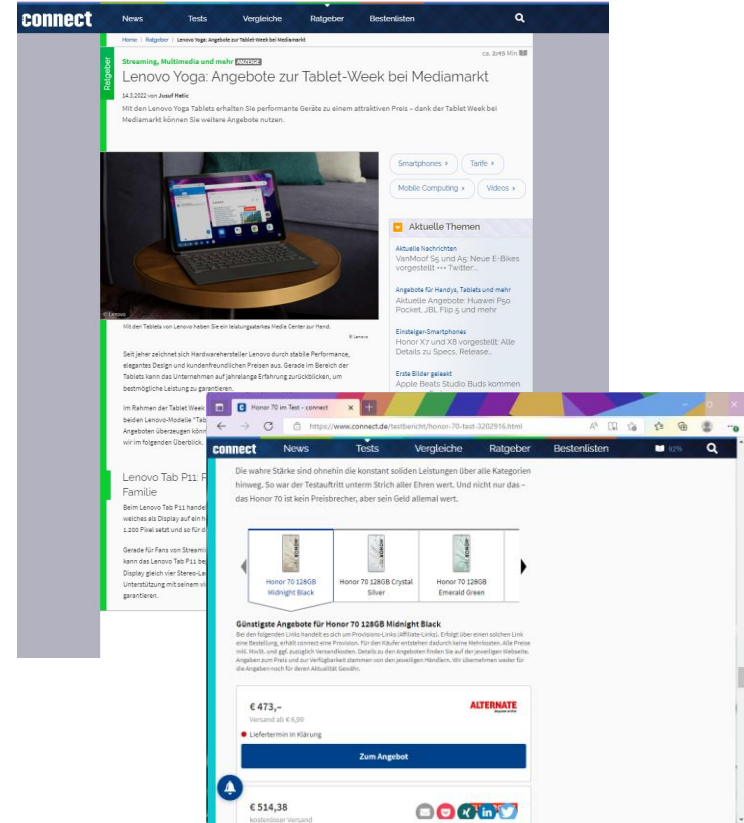 connect
News Tests Vergleiche Ratgeber Bestenlisten
Home | Ratgeber | Lenovo Yoga: Angebote zur Tablet-Week bei Mediamarkt
ca. 2:45 Min
Ratgeber
Streaming, Multimedia und mehr ANZEIGE
Lenovo Yoga: Angebote zur Tablet-Week bei Mediamarkt
14.3.2022 von Jusuf Hatic
Mit den Lenovo Yoga Tablets erhalten Sie performante Geräte zu einem attraktiven Preis – dank der Tablet Week bei
Mediamarkt können Sie weitere Angebote nutzen.
© Lenovo
Mit den Tablets von Lenovo haben Sie ein leistungsstarkes Media Center zur Hand.
© Lenovo
Seit jeher zeichnet sich Hardwarehersteller Lenovo durch stabile Performance,
elegantes Design und kundenfreundlichen Preisen aus. Gerade im Bereich der
Tablets kann das Unternehmen auf jahrelange Erfahrung zurückblicken, um
bestmögliche Leistung zu garantieren.
Im Rahmen der Tablet Week
beiden Lenovo-Modelle "Tab
Angeboten überzeugen könn
wir im folgenden Überblick.
Lenovo Tab P11:
Familie
Beim Lenovo Tab P11 handel
welches als Display auf ein h
1.200 Pixel setzt und so für d
Gerade für Fans von Streamin
kann das Lenovo Tab P11 be
Display gleich vier Stereo-La
Unterstützung mit seinem vi
garantieren.
Smartphones › Tarife ›
Mobile Computing › Videos ›
Aktuelle Themen
Aktuelle Nachrichten
VanMoof S5 und A5: Neue E-Bikes
vorgestellt +++ Twitter:...
Angebote für Handys, Tablets und mehr
Aktuelle Angebote: Huawei P50
Pocket, JBL Flip 5 und mehr
Einsteiger-Smartphones
Honor X7 und X8 vorgestellt: Alle
Details zu Specs, Release...
Erste Bilder geleakt
Apple Beats Studio Buds kommen
Honor 70 im Test - connect
https://www.connect.de/testbericht/honor-70-test-3202916.html
connect News Tests Vergleiche Ratgeber Bestenlisten 92%
Die wahre Stärke sind ohnehin die konstant soliden Leistungen über alle Kategorien
hinweg. So war der Testauftritt unterm Strich aller Ehren wert. Und nicht nur das –
das Honor 70 ist kein Preisbrecher, aber sein Geld allemal wert.
Honor 70 128GB
Midnight Black
Honor 70 128GB Crystal
Silver
Honor 70 128GB
Emerald Green
Günstigste Angebote für Honor 70 128GB Midnight Black
Bei den folgenden Links handelt es sich um Provisions-Links (Affiliate-Links). Erfolgt über einen solchen Link
eine Bestellung, erhält connect eine Provision. Für den Käufer entstehen dadurch keine Mehrkosten. Alle Preise
inkl. MwSt. und ggf. zuzüglich Versandkosten. Details zu den Angeboten finden Sie auf der jeweiligen Webseite.
Angaben zum Preis und zur Verfügbarkeit stammen von den jeweiligen Händlern. Wir übernehmen weder für
die Angaben noch für deren Aktualität Gewähr.
€ 473,–
ALTERNATE
Versand ab € 6,99
Liefertermin in Klärung
Zum Angebot
€ 514,38
kostenloser Versand